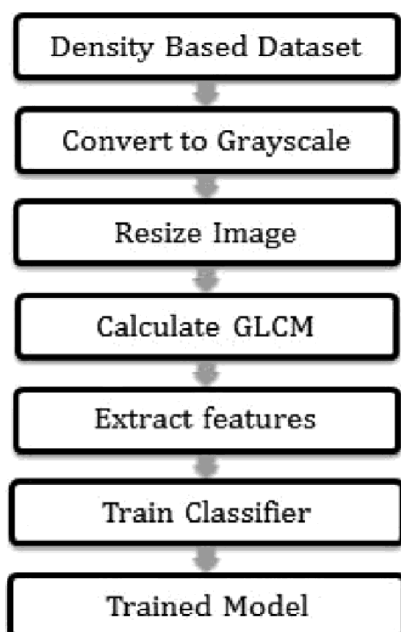 Density Based Dataset
Convert to Grayscale
Resize Image
Calculate GLCM
Extract features
Train Classifier
Trained Model